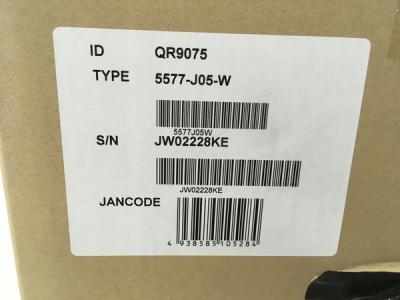 ID QR9075
TYPE 5577-J05-W
5577J05W
S/N JW02228KE
JW02228KE
JANCODE
4 938585 105284